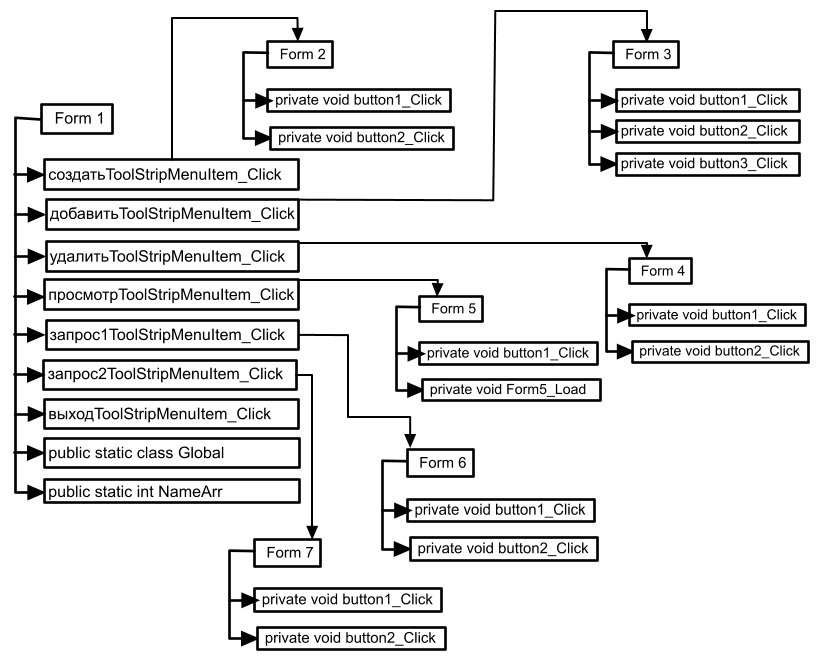 Form 1
создатьToolStripMenuItem_Click
добавитьToolStripMenuItem_Click
удалитьToolStripMenuItem_Click
просмотрToolStripMenuItem_Click
запрос1ToolStripMenuItem_Click
запрос2ToolStripMenuItem_Click
выходToolStripMenuItem_Click
public static class Global
public static int NameArr
Form 2
private void button1_Click
private void button2_Click
Form 3
private void button1_Click
private void button2_Click
private void button3_Click
Form 4
private void button1_Click
private void button2_Click
Form 5
private void button1_Click
private void Form5_Load
Form 6
private void button1_Click
private void button2_Click
Form 7
private void button1_Click
private void button2_Click